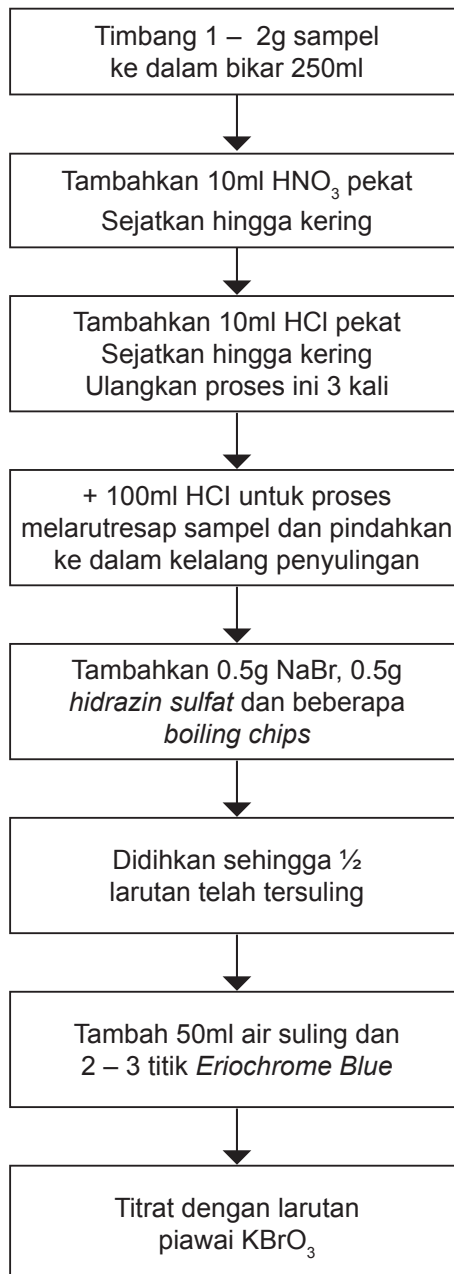 Timbang 1 –  2g sampel
ke dalam bikar 250ml
Tambahkan 10ml HNO₃ pekat
Sejatkan hingga kering
Tambahkan 10ml HCl pekat
Sejatkan hingga kering
Ulangkan proses ini 3 kali
+ 100ml HCl untuk proses
melarutresap sampel dan pindahkan
ke dalam kelalang penyulingan
Tambahkan 0.5g NaBr, 0.5g
hidrazin sulfat dan beberapa
boiling chips
Didihkan sehingga ½
larutan telah tersuling
Tambah 50ml air suling dan
2 – 3 titik Eriochrome Blue
Titrat dengan larutan
piawai KBrO₃